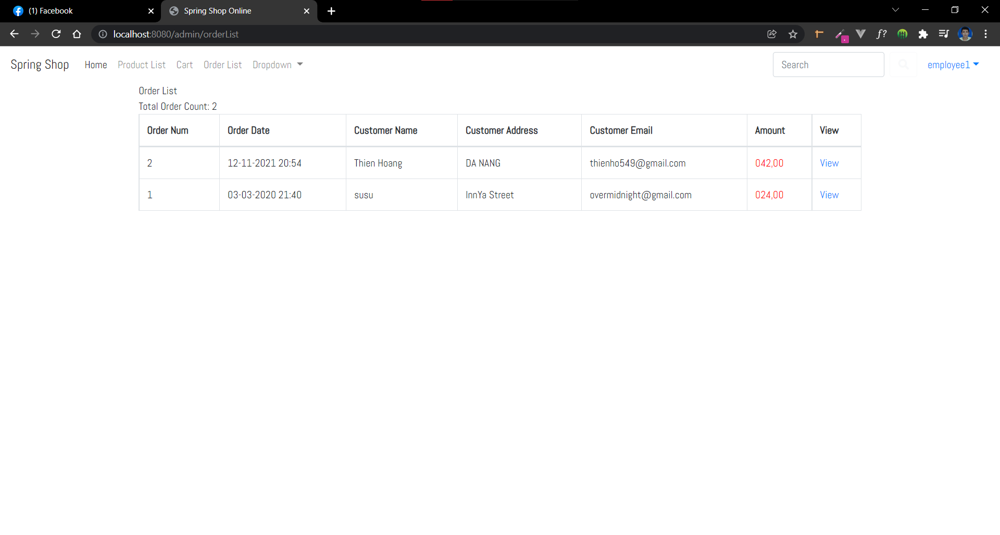 (1) Facebook
Spring Shop Online
localhost:8080/admin/orderList
f?
Spring Shop Home Product List Cart Order List Dropdown Search employee1
Order List
Total Order Count: 2
Order Num Order Date Customer Name Customer Address Customer Email Amount View
2 12-11-2021 20:54 Thien Hoang DA NANG thienho549@gmail.com 042,00 View
1 03-03-2020 21:40 susu InnYa Street overmidnight@gmail.com 024,00 View